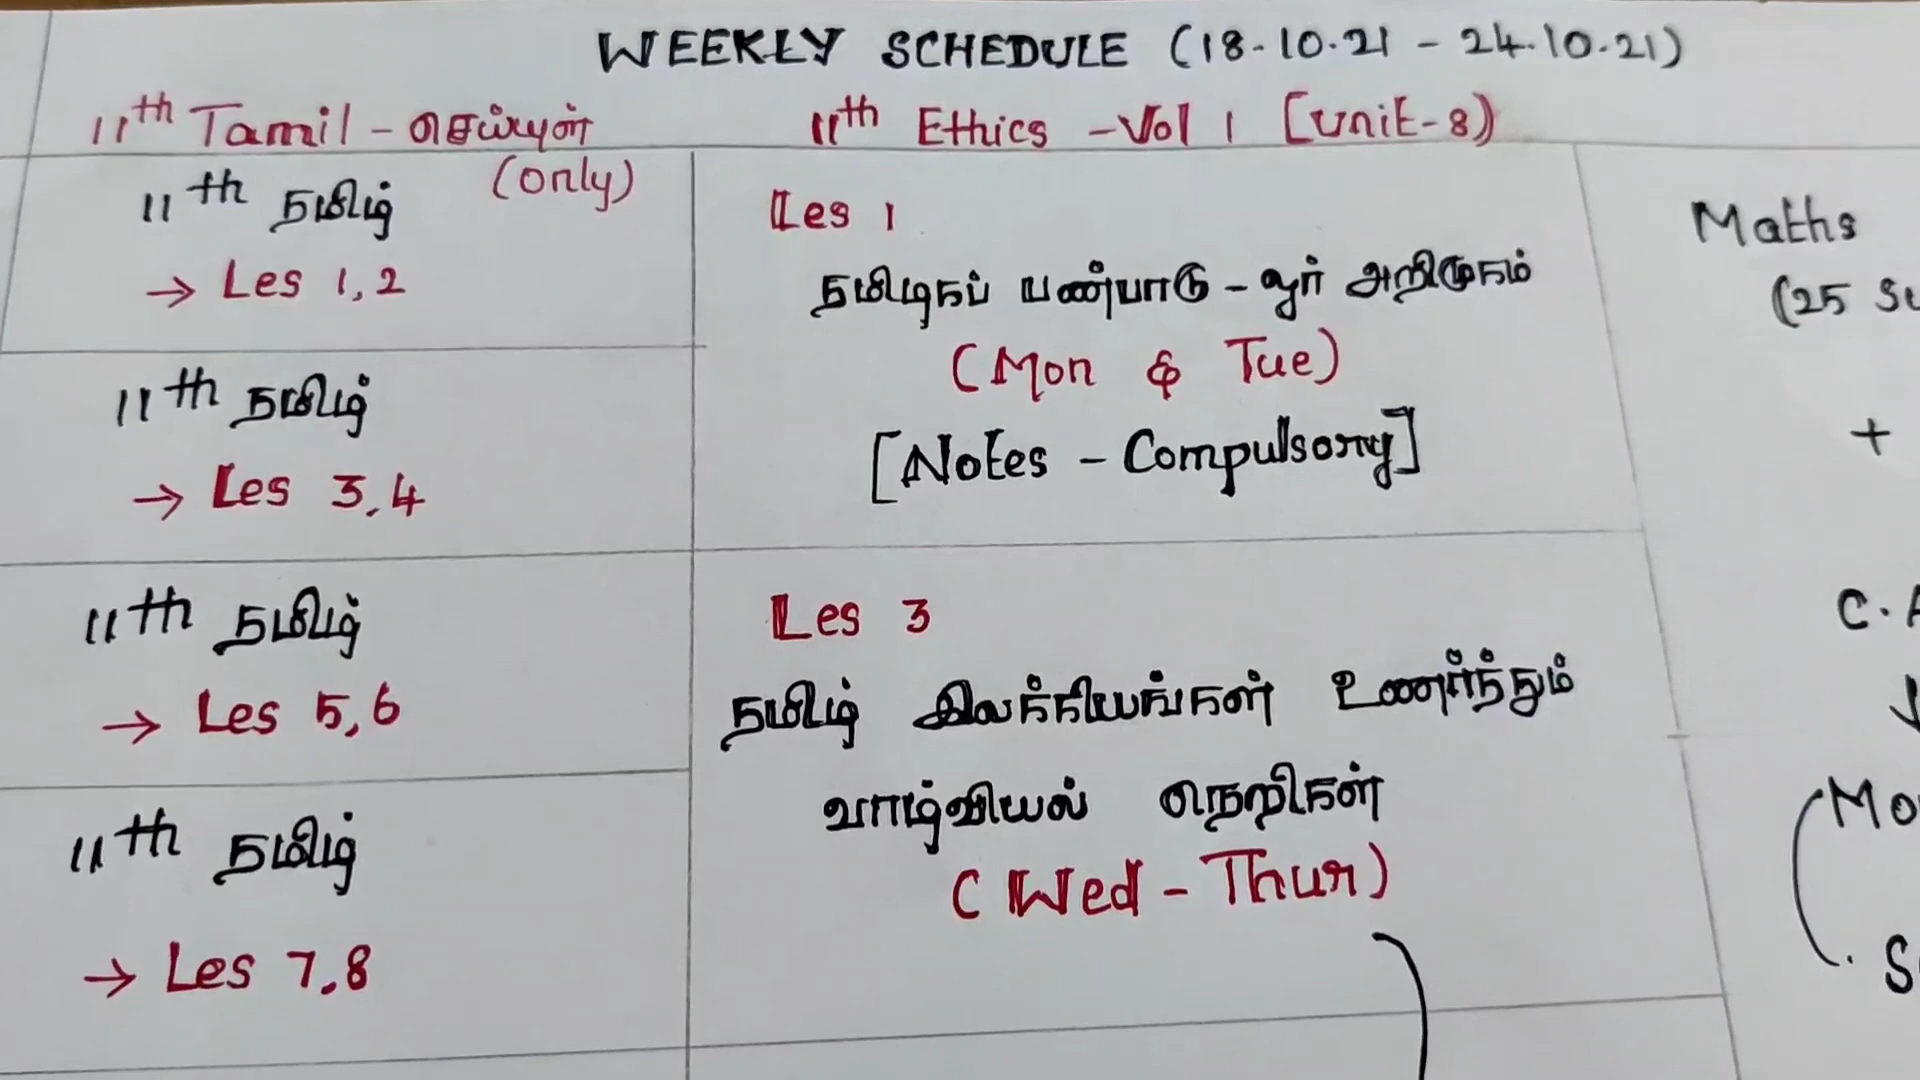 WEEKLY SCHEDULE (18.10.21 - 24.10.21)
11th Tamil - செய்யுள் (only)
11th Ethics - Vol 1 [Unit-8)
11th தமிழ்
→ Les 1,2
11th தமிழ்
→ Les 3,4
11th தமிழ்
→ Les 5,6
11th தமிழ்
→ Les 7,8
Les 1
தமிழகப் பண்பாடு - ஓர் அறிமுகம்
(Mon & Tue)
[Notes - Compulsory]
Les 3
தமிழ் இலக்கியங்கள் உணர்த்தும்
வாழ்வியல் நெறிகள்
(Wed - Thur)
Maths
(25
+
C.